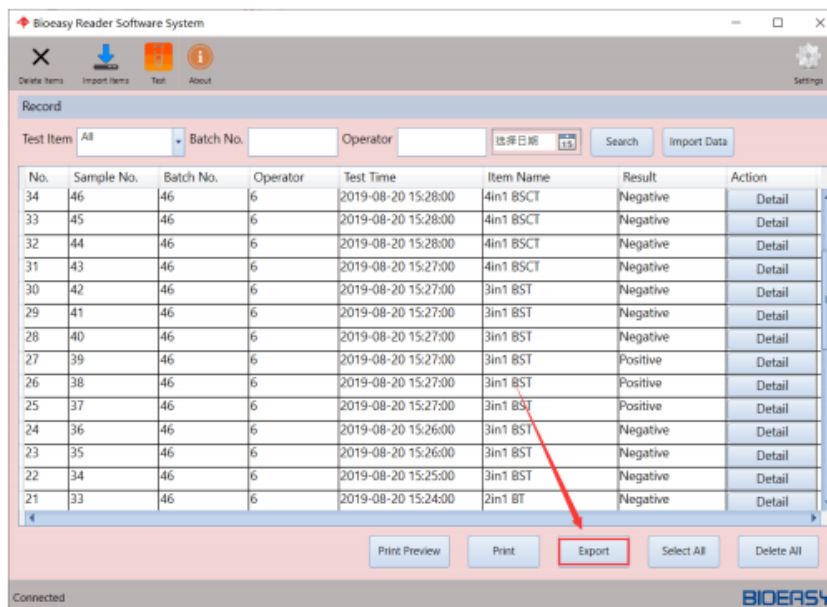 Bioeasy Reader Software System
Delete Items Import Items Test About Settings
Record
Test Item All Batch No. Operator 选择日期 15 Search Import Data
No. Sample No. Batch No. Operator Test Time Item Name Result Action
34 46 46 6 2019-08-20 15:28:00 4in1 BSCT Negative Detail
33 45 46 6 2019-08-20 15:28:00 4in1 BSCT Negative Detail
32 44 46 6 2019-08-20 15:28:00 4in1 BSCT Negative Detail
31 43 46 6 2019-08-20 15:27:00 4in1 BSCT Negative Detail
30 42 46 6 2019-08-20 15:27:00 3in1 BST Negative Detail
29 41 46 6 2019-08-20 15:27:00 3in1 BST Negative Detail
28 40 46 6 2019-08-20 15:27:00 3in1 BST Negative Detail
27 39 46 6 2019-08-20 15:27:00 3in1 BST Positive Detail
26 38 46 6 2019-08-20 15:27:00 3in1 BST Positive Detail
25 37 46 6 2019-08-20 15:27:00 3in1 BST Positive Detail
24 36 46 6 2019-08-20 15:26:00 3in1 BST Negative Detail
23 35 46 6 2019-08-20 15:26:00 3in1 BST Negative Detail
22 34 46 6 2019-08-20 15:25:00 3in1 BST Negative Detail
21 33 46 6 2019-08-20 15:24:00 2in1 BT Negative Detail
Print Preview Print Export Select All Delete All
Connected BIOEASY